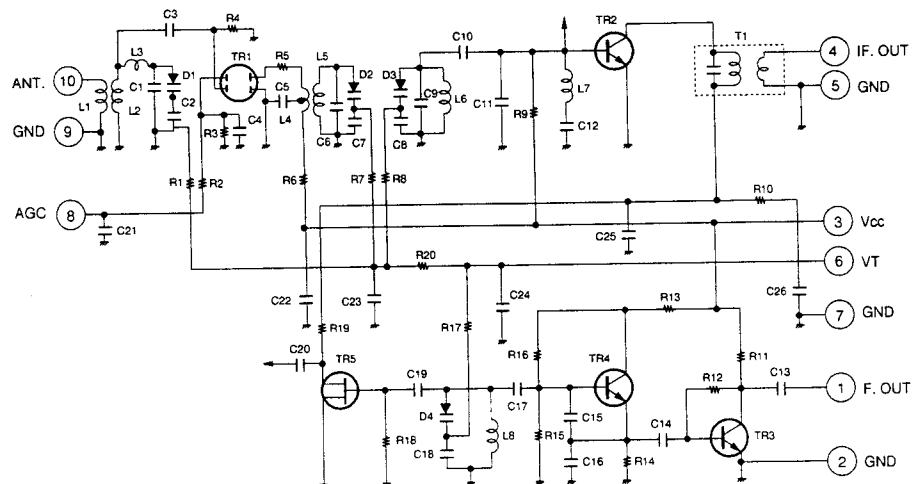 C3
R4
TR2
T1
L3
TR1
R5
L5
C10
4
IF. OUT
ANT.
10
D1
D2
D3
C1
C5
C9
L6
L7
5
GND
L1
L2
C2
L4
C11
R9
GND
9
R3
C4
C6
C7
C8
C12
R1
R2
R6
R7
R8
R10
AGC
8
C21
C25
3
Vcc
R20
6
VT
C22
C23
C24
R13
C26
R19
R17
7
GND
C20
R16
TR4
R11
TR5
C19
C17
R12
C13
1
F. OUT
D4
C15
C14
R18
C18
L8
R15
C16
R14
TR3
2
GND